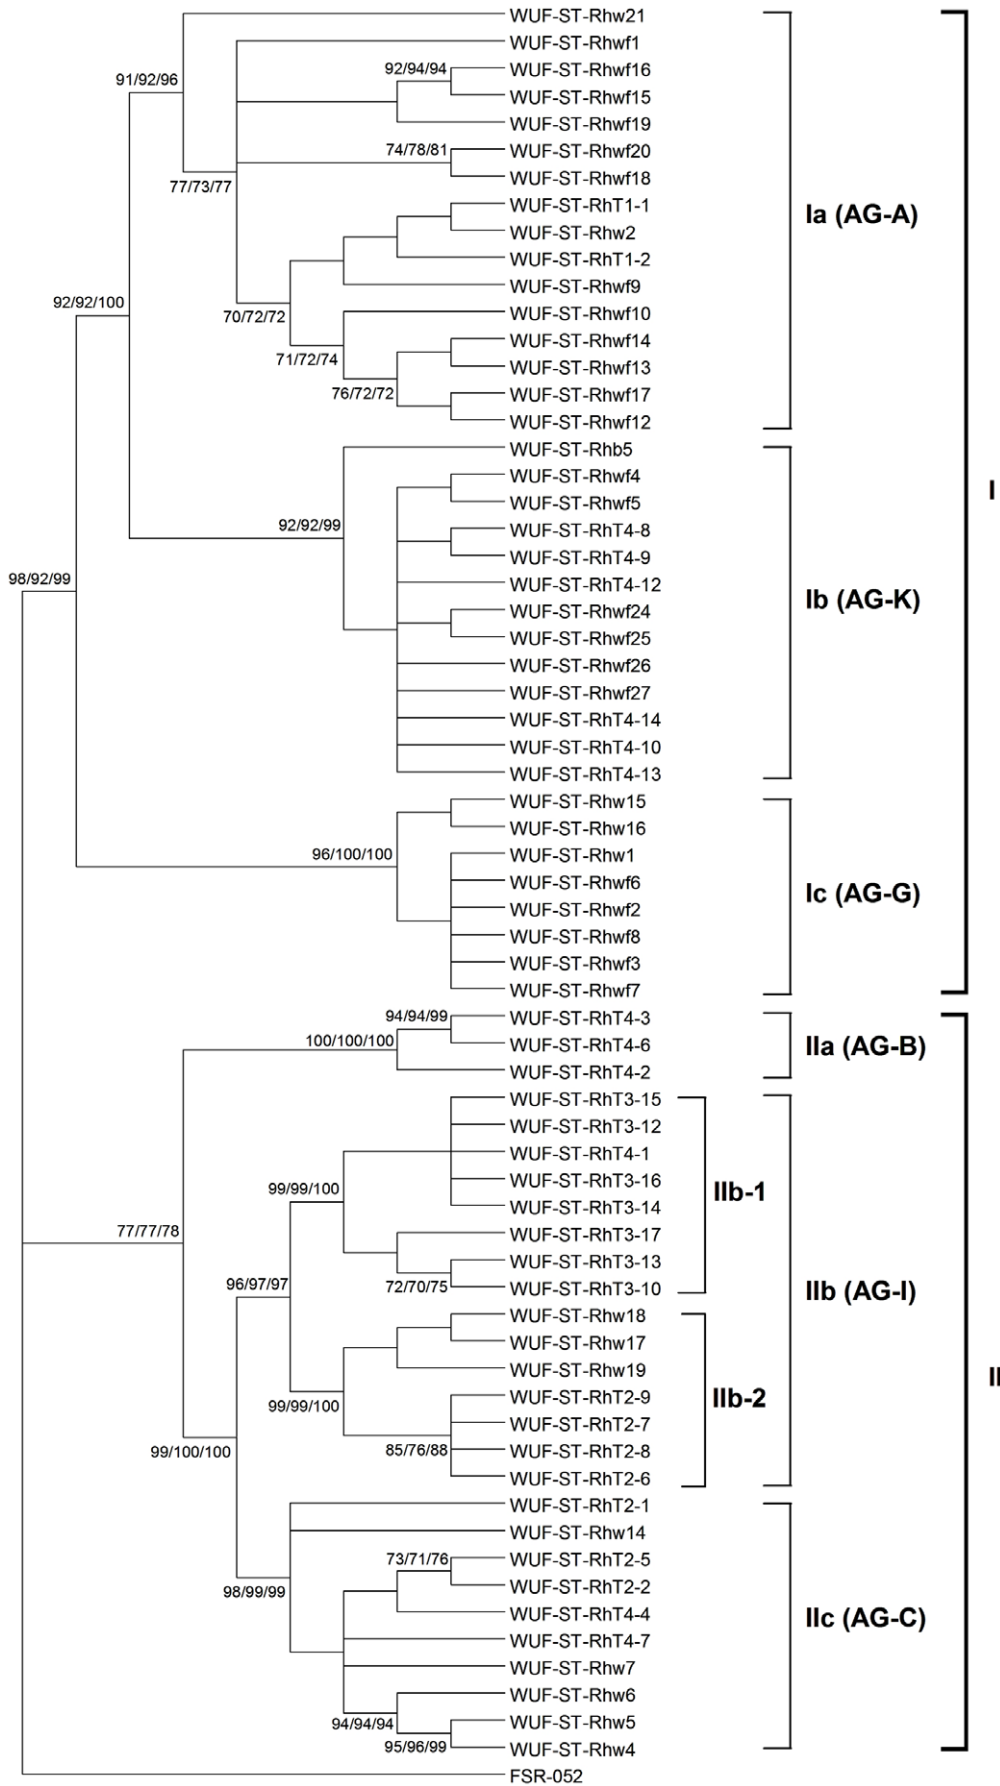 WUF-ST-Rhw21
WUF-ST-Rhwf1
92/94/94
WUF-ST-Rhwf16
91/92/96
WUF-ST-Rhwf15
WUF-ST-Rhwf19
74/78/81
WUF-ST-Rhwf20
WUF-ST-Rhwf18
77/73/77
WUF-ST-RhT1-1
Ia (AG-A)
WUF-ST-Rhw2
WUF-ST-RhT1-2
WUF-ST-Rhwf9
92/92/100
WUF-ST-Rhwf10
70/72/72
WUF-ST-Rhwf14
71/72/74
WUF-ST-Rhwf13
WUF-ST-Rhwf17
76/72/72
WUF-ST-Rhwf12
WUF-ST-Rhb5
WUF-ST-Rhwf4
I
WUF-ST-Rhwf5
92/92/99
WUF-ST-RhT4-8
WUF-ST-RhT4-9
98/92/99
WUF-ST-RhT4-12
Ib (AG-K)
WUF-ST-Rhwf24
WUF-ST-Rhwf25
WUF-ST-Rhwf26
WUF-ST-Rhwf27
WUF-ST-RhT4-14
WUF-ST-RhT4-10
WUF-ST-RhT4-13
WUF-ST-Rhw15
WUF-ST-Rhw16
96/100/100
WUF-ST-Rhw1
WUF-ST-Rhwf6
Ic (AG-G)
WUF-ST-Rhwf2
WUF-ST-Rhwf8
WUF-ST-Rhwf3
WUF-ST-Rhwf7
94/94/99
WUF-ST-RhT4-3
100/100/100
WUF-ST-RhT4-6
IIa (AG-B)
WUF-ST-RhT4-2
WUF-ST-RhT3-15
WUF-ST-RhT3-12
WUF-ST-RhT4-1
99/99/100
WUF-ST-RhT3-16
IIb-1
WUF-ST-RhT3-14
77/77/78
WUF-ST-RhT3-17
WUF-ST-RhT3-13
96/97/97
72/70/75
WUF-ST-RhT3-10
IIb (AG-I)
WUF-ST-Rhw18
WUF-ST-Rhw17
WUF-ST-Rhw19
II
99/99/100
WUF-ST-RhT2-9
IIb-2
WUF-ST-RhT2-7
99/100/100
85/76/88
WUF-ST-RhT2-8
WUF-ST-RhT2-6
WUF-ST-RhT2-1
WUF-ST-Rhw14
73/71/76
WUF-ST-RhT2-5
98/99/99
WUF-ST-RhT2-2
WUF-ST-RhT4-4
IIc (AG-C)
WUF-ST-RhT4-7
WUF-ST-Rhw7
WUF-ST-Rhw6
94/94/94
WUF-ST-Rhw5
95/96/99
WUF-ST-Rhw4
FSR-052